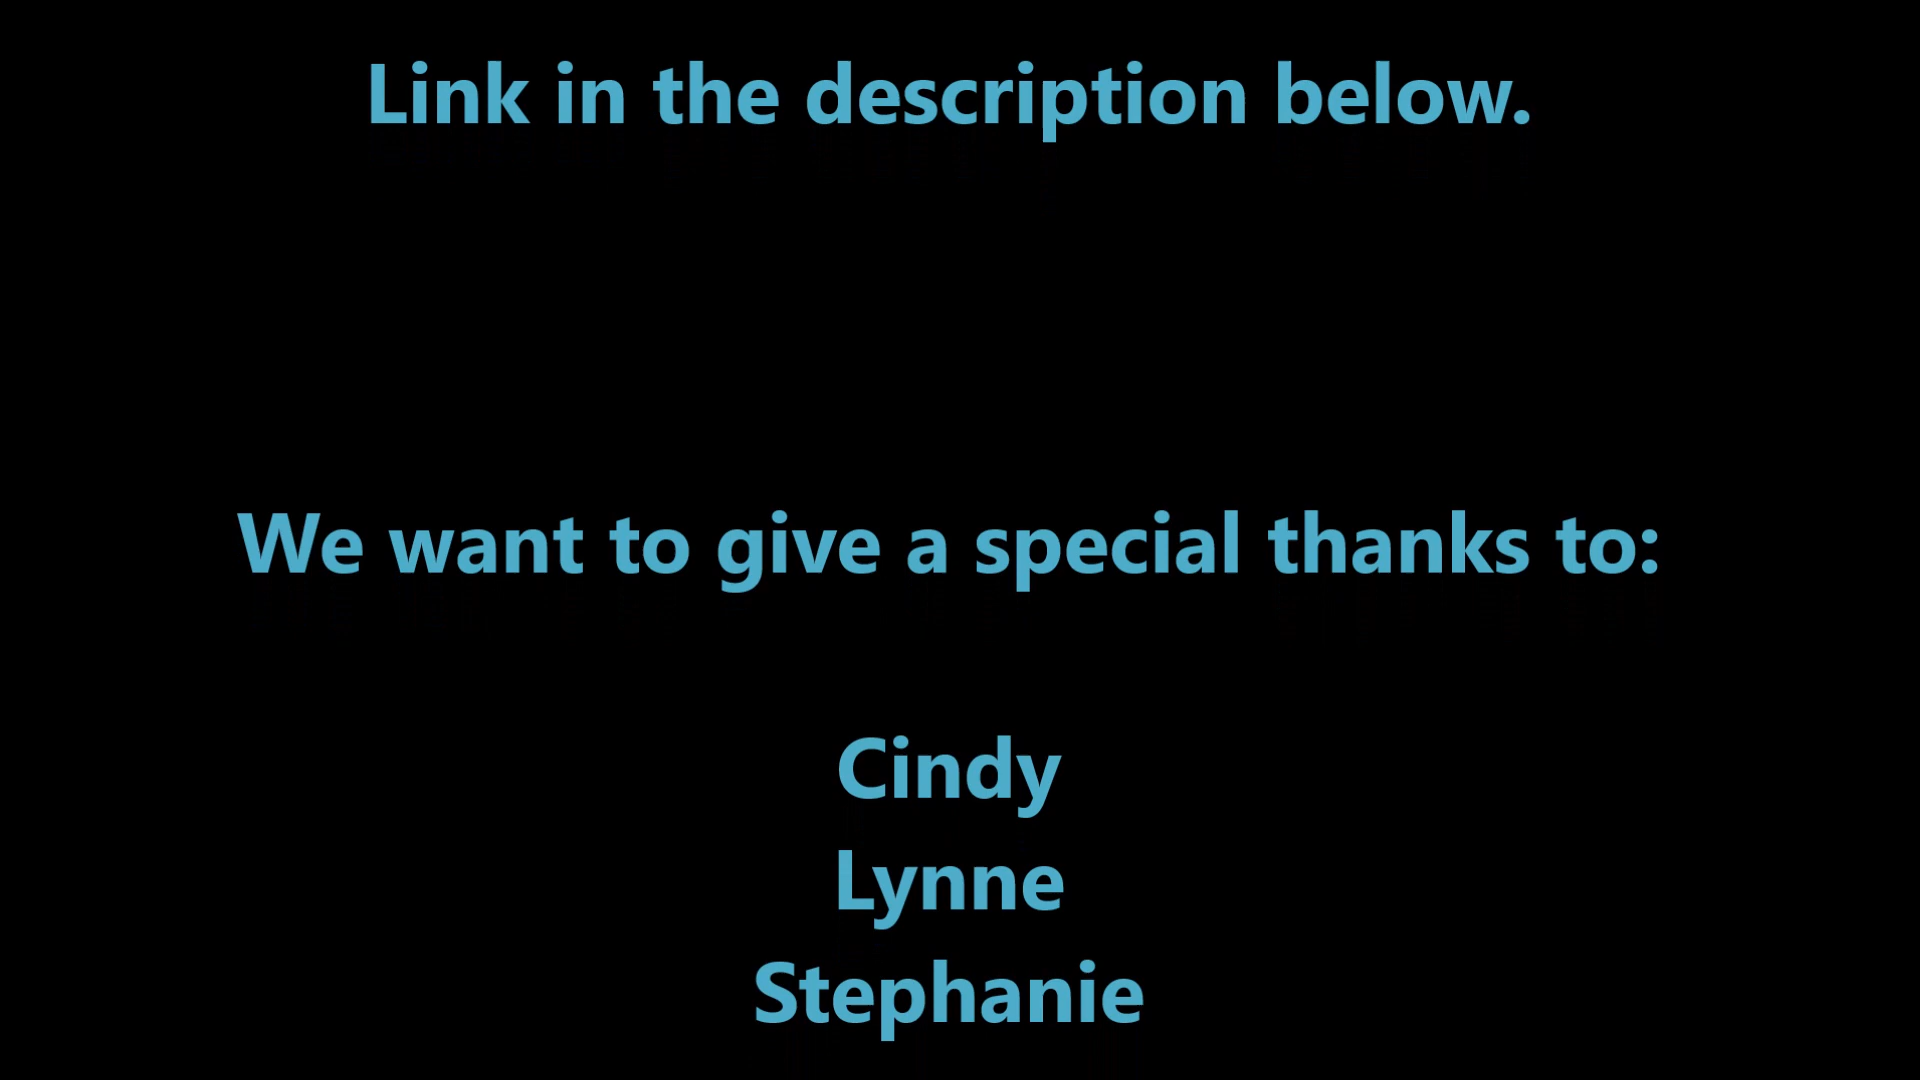 Link in the description below.
We want to give a special thanks to:
Cindy
Lynne
Stephanie